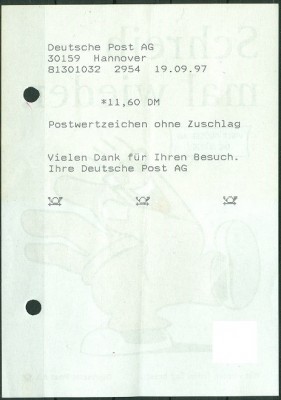 Deutsche Post AG
30159 Hannover
81301032 2954 19.09.97
*11,60 DM
Postwertzeichen ohne Zuschlag
Vielen Dank für Ihren Besuch.
Ihre Deutsche Post AG